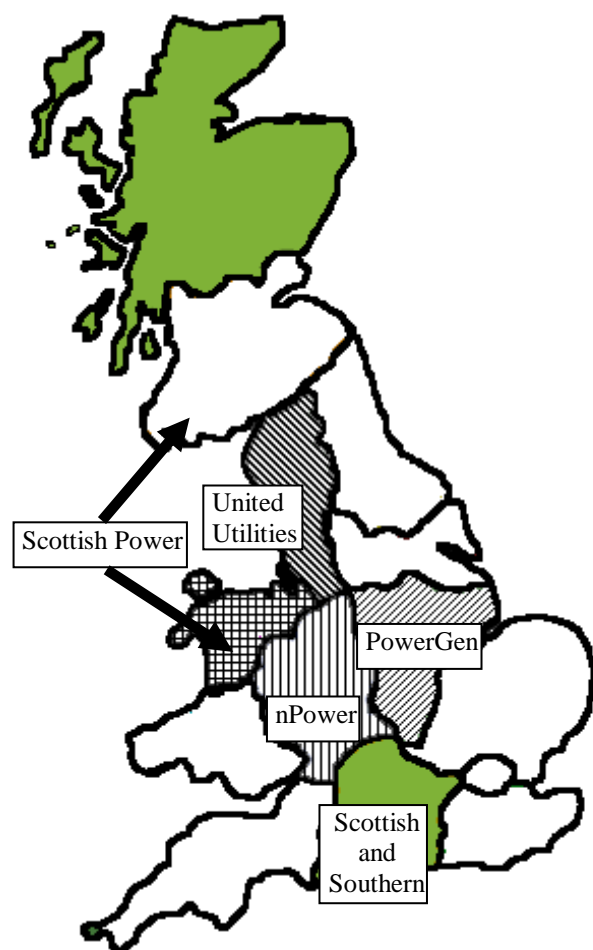 United
Utilities
Scottish Power
PowerGen
nPower
Scottish
and
Southern